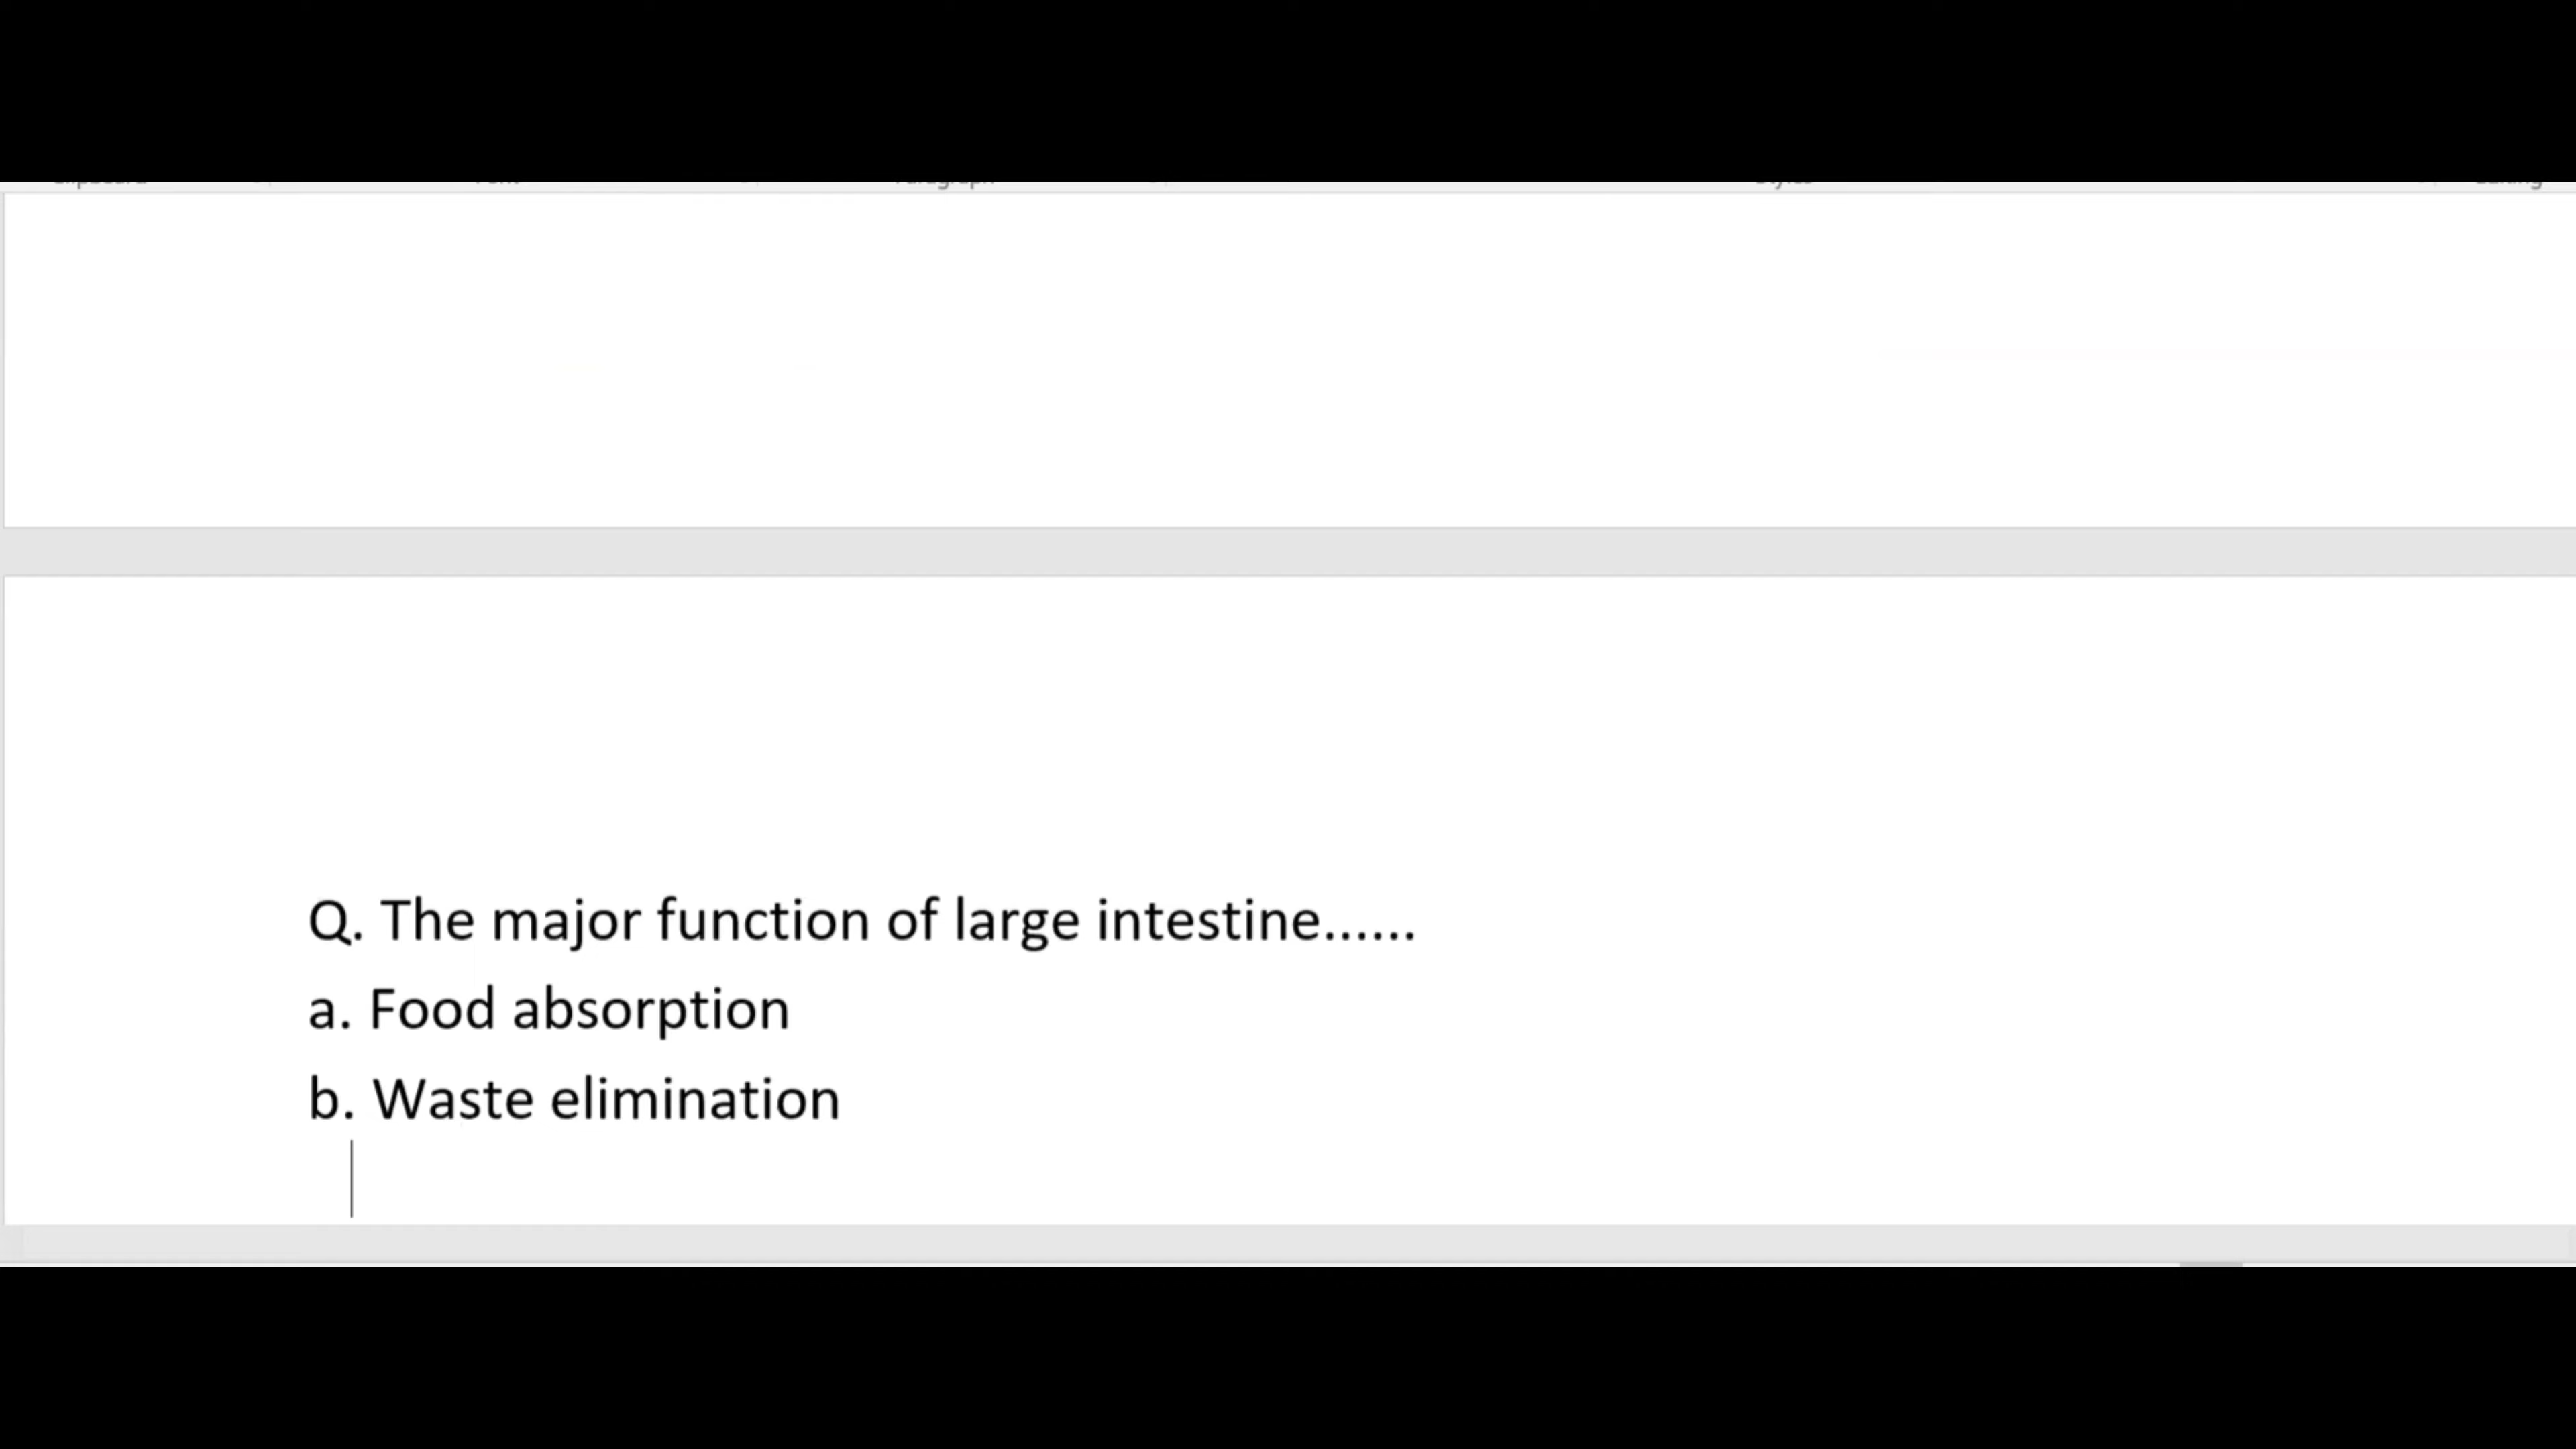 Q. The major function of large intestine......
a. Food absorption
b. Waste elimination